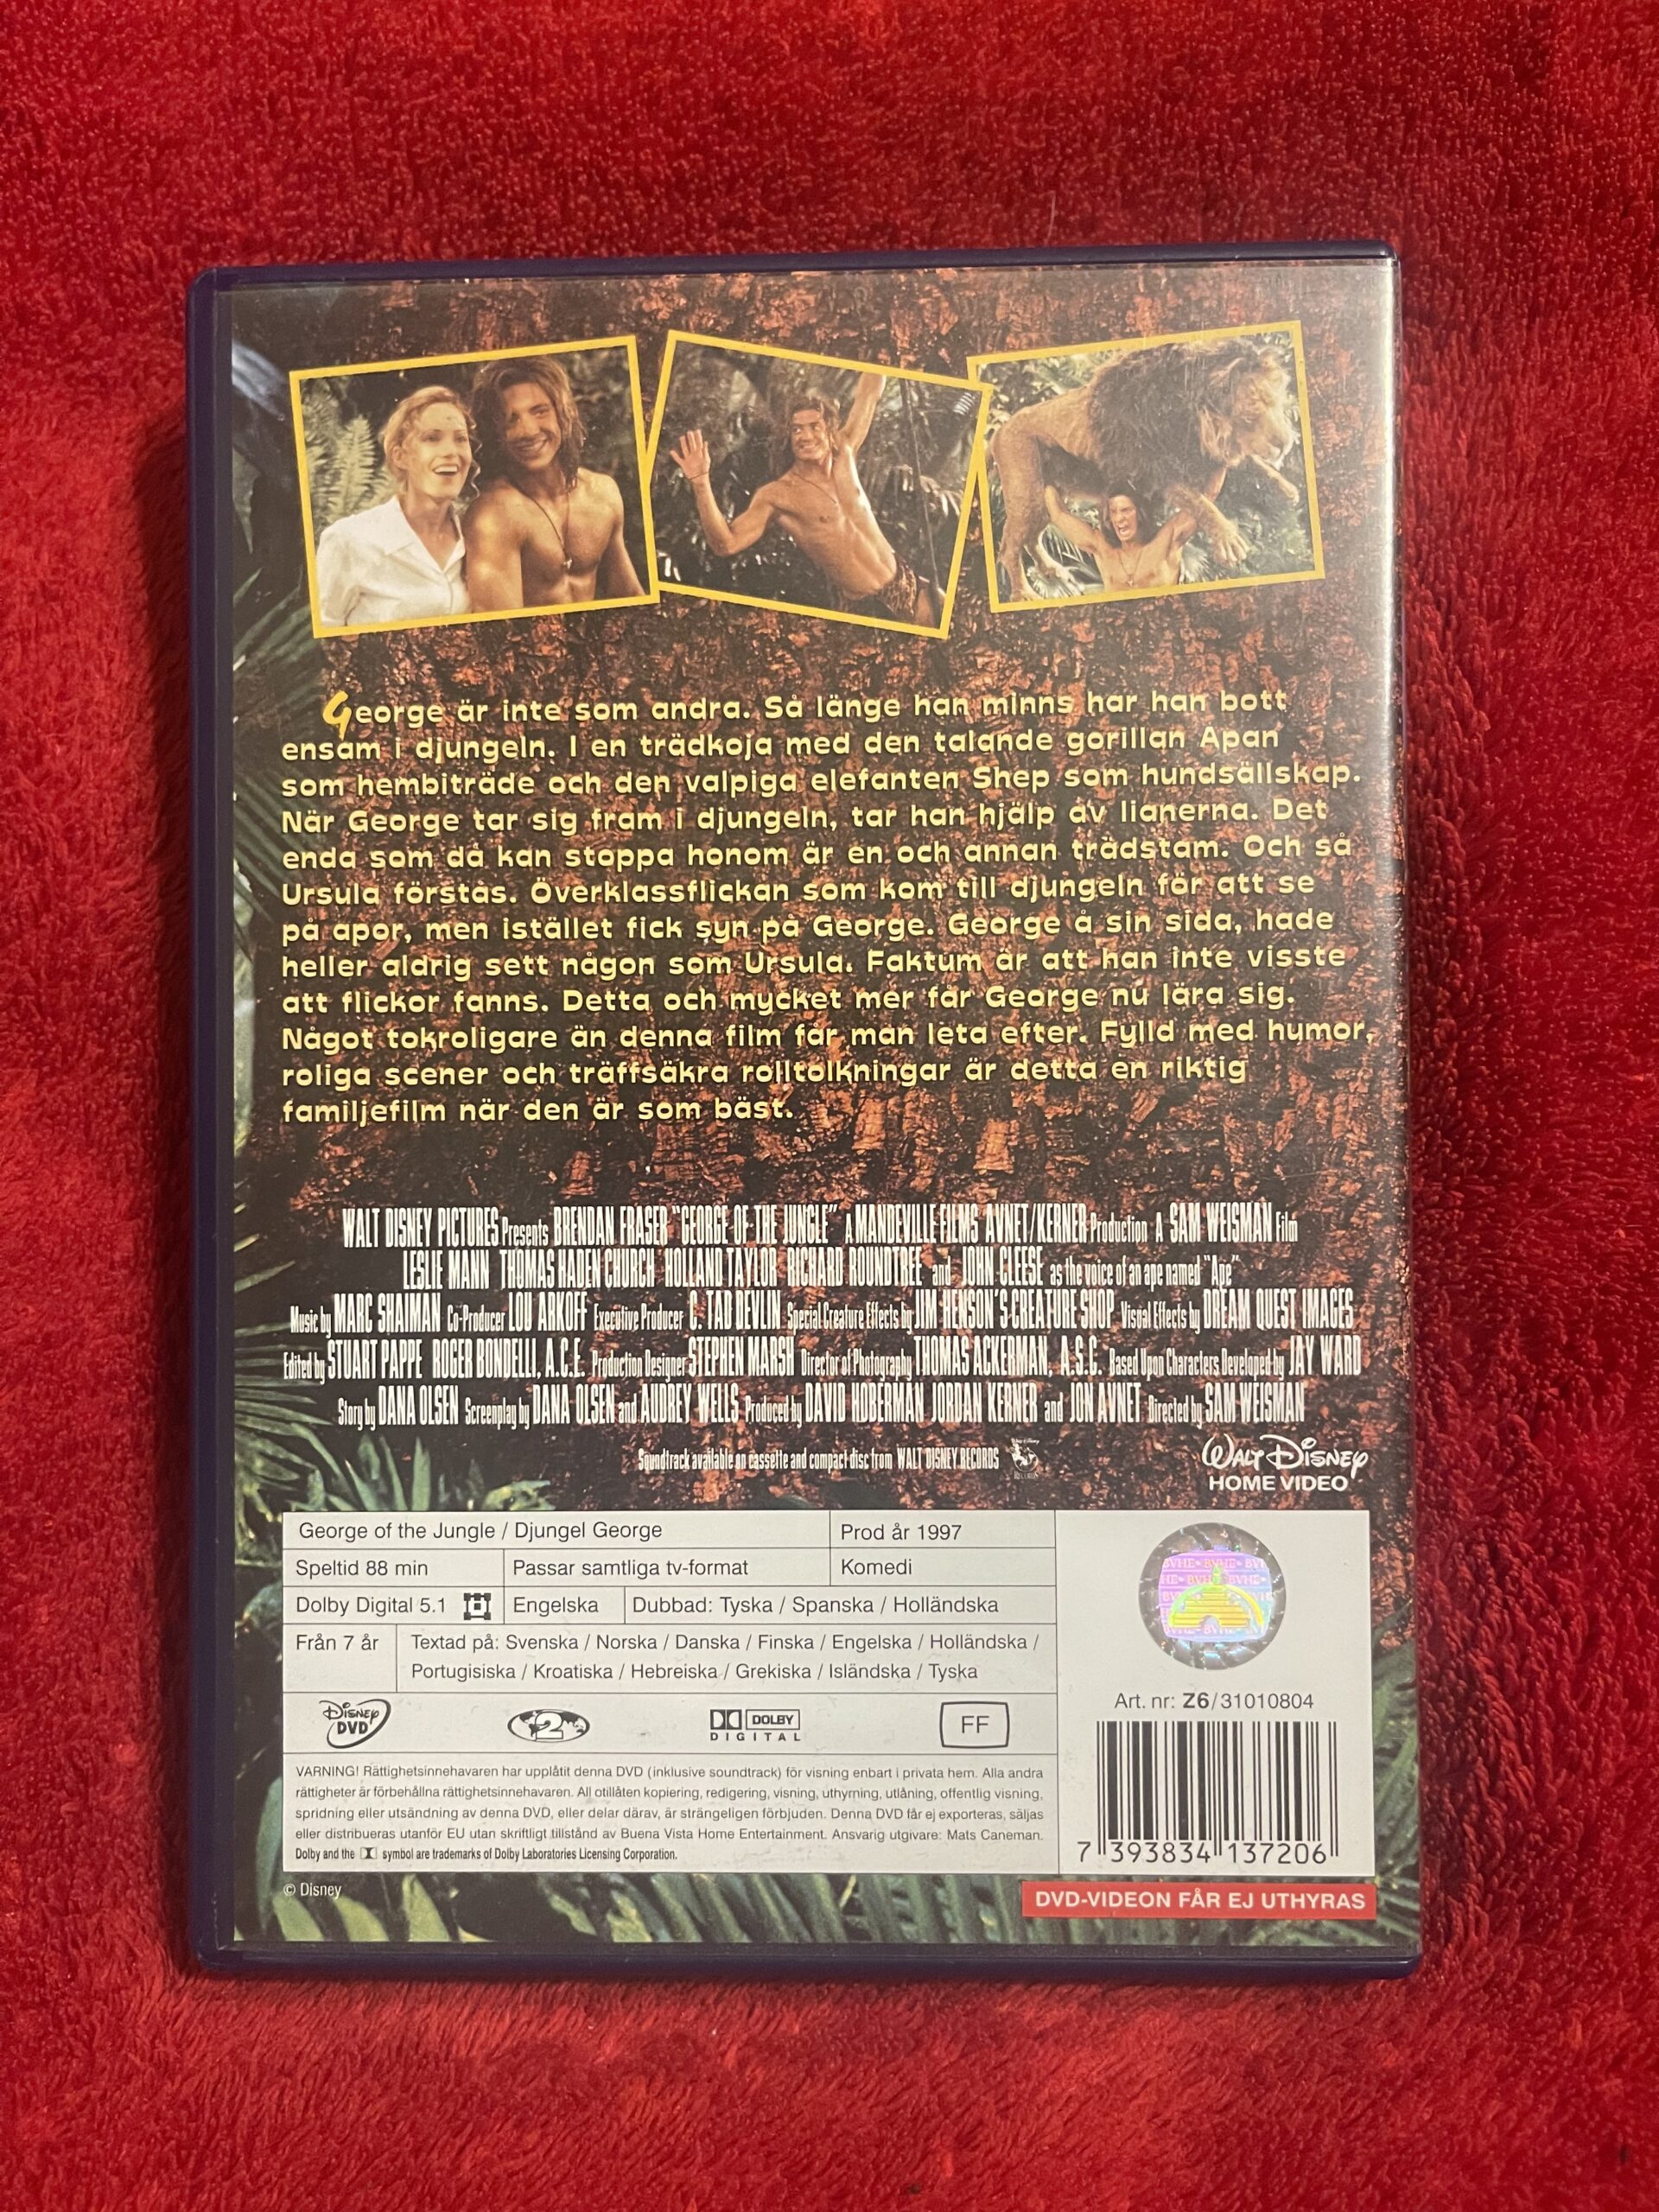 George är inte som andra. Så länge han minns har han bott
ensam i djungeln. I en trädkoja med den talande gorillan Apan
som hembiträde och den valpiga elefanten Shep som hundsällskap.
När George tar sig fram i djungeln, tar han hjälp av lianerna. Det
enda som då kan stoppa honom är en och annan trädstam. Och så
Ursula förstås. Överklassflickan som kom till djungeln för att se
på apor, men istället fick syn på George. George å sin sida, hade
heller aldrig sett någon som Ursula. Faktum är att han inte visste
att flickor fanns. Detta och mycket mer får George nu lära sig.
Något tokroligare än denna film får man leta efter. Fylld med humor,
roliga scener och träffsäkra rolltolkningar är detta en riktig
familjefilm när den är som bäst.
WALT DISNEY PICTURES Presents BRENDAN FRASER "GEORGE OF THE JUNGLE" A MANDEVILLE FILMS AVNET/KERNER Production A SAM WEISMAN Film
LESLIE MANN THOMAS HADEN CHURCH HOLLAND TAYLOR RICHARD ROUNDTREE and JOHN CLEESE as the voice of an ape named "Ape"
Music by MARC SHAIMAN Co-Producer LOU ARKOFF Executive Producer C. TAD DEVLIN Special Creature Effects by JIM HENSON'S CREATURE SHOP Visual Effects by DREAM QUEST IMAGES
Edited by STUART PAPPE ROGER BONDELLI, A.C.E. Production Designer STEPHEN MARSH Director of Photography THOMAS ACKERMAN, A.S.C. Based Upon Characters Developed by JAY WARD
Story by DANA OLSEN Screenplay by DANA OLSEN and AUDREY WELLS Produced by DAVID HOBERMAN JORDAN KERNER and JON AVNET Directed by SAM WEISMAN
Soundtrack available on cassette and compact disc from WALT DISNEY RECORDS
WALT DISNEY
HOME VIDEO
George of the Jungle / Djungel George
Prod år 1997
Speltid 88 min
Passar samtliga tv-format
Komedi
Dolby Digital 5.1
Engelska
Dubbad: Tyska / Spanska / Holländska
Från 7 år
Textad på: Svenska / Norska / Danska / Finska / Engelska / Holländska /
Portugisiska / Kroatiska / Hebreiska / Grekiska / Isländska / Tyska
DISNEY
DVD
2
DOLBY
DIGITAL
FF
VARNING! Rättighetsinnehavaren har upplåtit denna DVD (inklusive soundtrack) för visning enbart i privata hem. Alla andra
rättigheter är förbehållna rättighetsinnehavaren. All otillåten kopiering, redigering, visning, uthyrning, utlåning, offentlig visning,
spridning eller utsändning av denna DVD, eller delar därav, är strängeligen förbjuden. Denna DVD får ej exporteras, säljas
eller distribueras utanför EU utan skriftligt tillstånd av Buena Vista Home Entertainment. Ansvarig utgivare: Mats Caneman.
Dolby and the symbol are trademarks of Dolby Laboratories Licensing Corporation.
BVHE BVHE BV
HE BVHE BVHE
Art. nr: Z6/31010804
7 393834 137206
© Disney
DVD-VIDEON FÅR EJ UTHYRAS